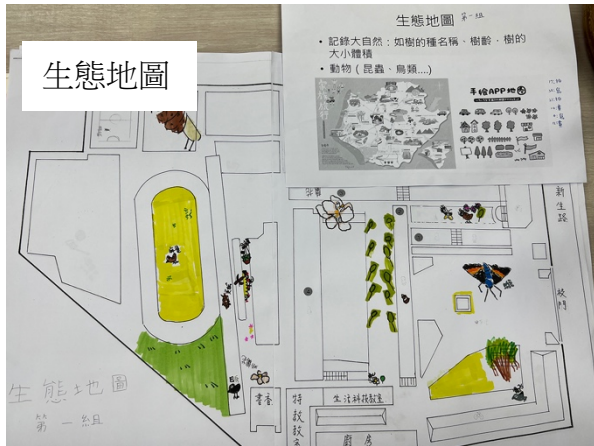 生態地圖
生態地圖 第一組
• 記錄大自然：如樹的種名稱、樹齡，樹的
大小體積
• 動物（昆蟲、鳥類....）
手繪APP地圖
新生路
校門
生態地圖
第一組
書香
特教教
生活科技教室
廚房